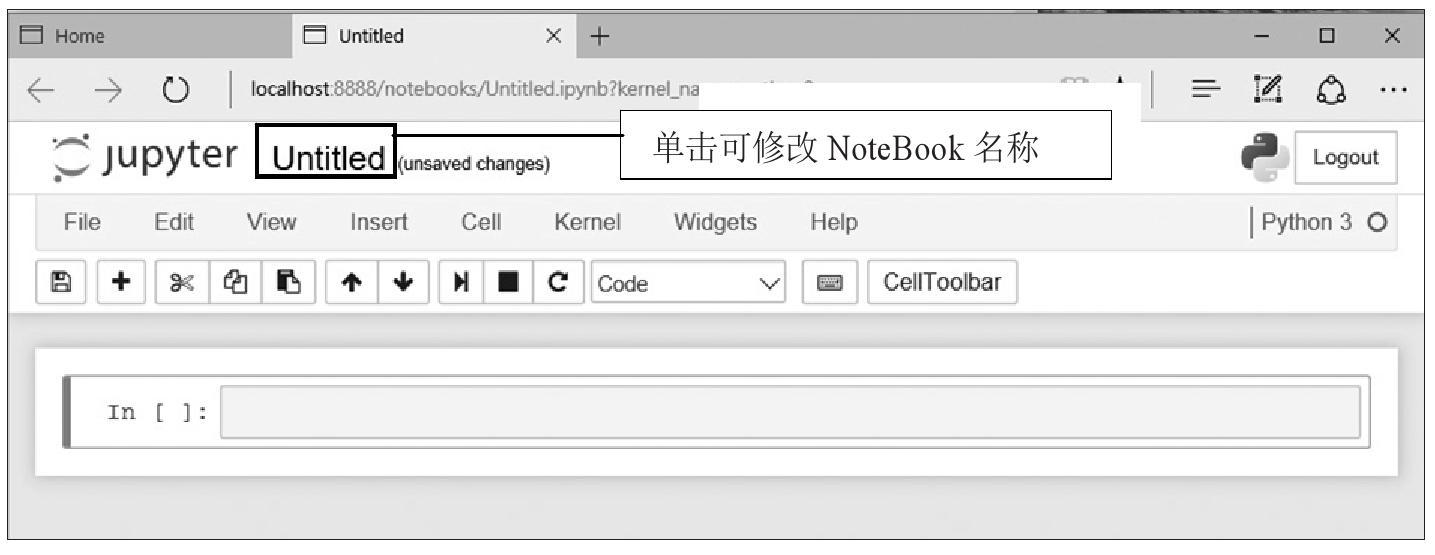 Home
Untitled
localhost:8888/notebooks/Untitled.ipynb?kernel_na
jupyter Untitled (unsaved changes)
单击可修改 NoteBook 名称
Logout
File Edit View Insert Cell Kernel Widgets Help
Python 3
Code
CellToolbar
In [ ]: